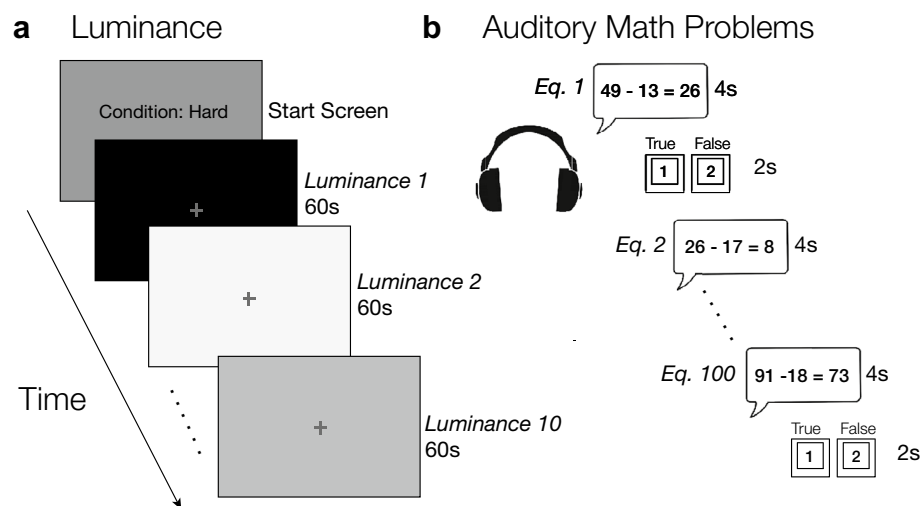 a Luminance
Condition: Hard
Start Screen
Luminance 1
60s
Luminance 2
60s
Luminance 10
60s
Time
b Auditory Math Problems
Eq. 1 49 - 13 = 26 4s
True False
1 2 2s
Eq. 2 26 - 17 = 8 4s
Eq. 100 91 -18 = 73 4s
True False
1 2 2s